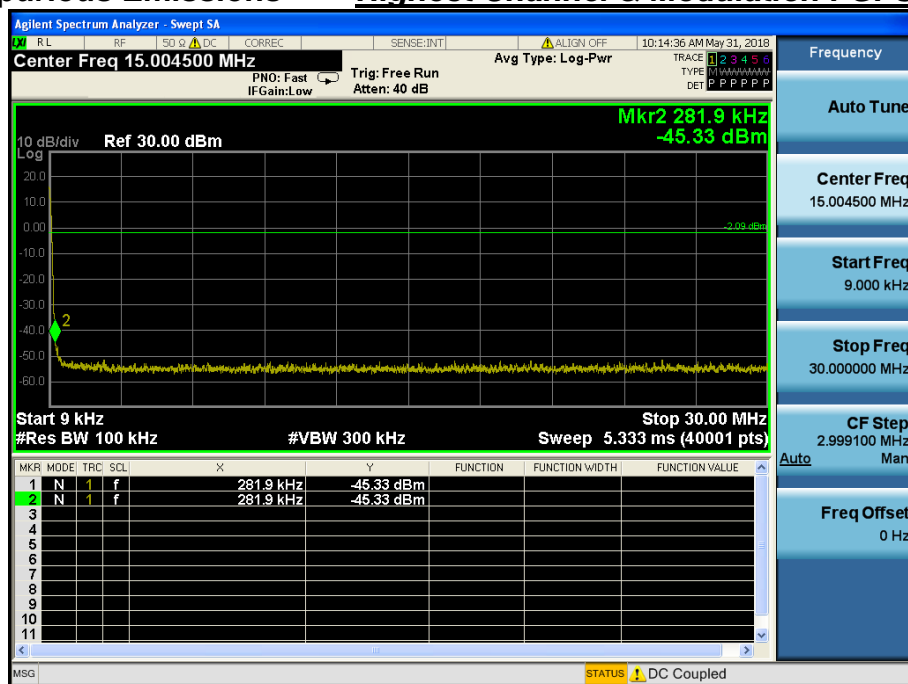 purious Emissions Highest Channel & Modulation
Agilent Spectrum Analyzer - Swept SA
LXI RL RF 50 Ω DC CORREC SENSE:INT ALIGN OFF 10:14:36 AM May 31, 2018
Center Freq 15.004500 MHz
PNO: Fast
IFGain:Low
Trig: Free Run
Atten: 40 dB
Avg Type: Log-Pwr
TRACE 1 2 3 4 5 6
TYPE M W W W W W
DET P P P P P P
Mkr2 281.9 kHz
-45.33 dBm
10 dB/div Ref 30.00 dBm
Log
20.0
10.0
0.00
-2.09 dBm
-10.0
-20.0
-30.0
-40.0
2
-50.0
-60.0
Start 9 kHz Stop 30.00 MHz
#Res BW 100 kHz #VBW 300 kHz Sweep 5.333 ms (40001 pts)
MKR MODE TRC SCL X Y FUNCTION FUNCTION WIDTH FUNCTION VALUE
1 N 1 f 281.9 kHz -45.33 dBm
2 N 1 f 281.9 kHz -45.33 dBm
3
4
5
6
7
8
9
10
11
MSG STATUS DC Coupled
Frequency
Auto Tune
Center Freq
15.004500 MHz
Start Freq
9.000 kHz
Stop Freq
30.000000 MHz
CF Step
2.999100 MHz
Auto Man
Freq Offset
0 Hz